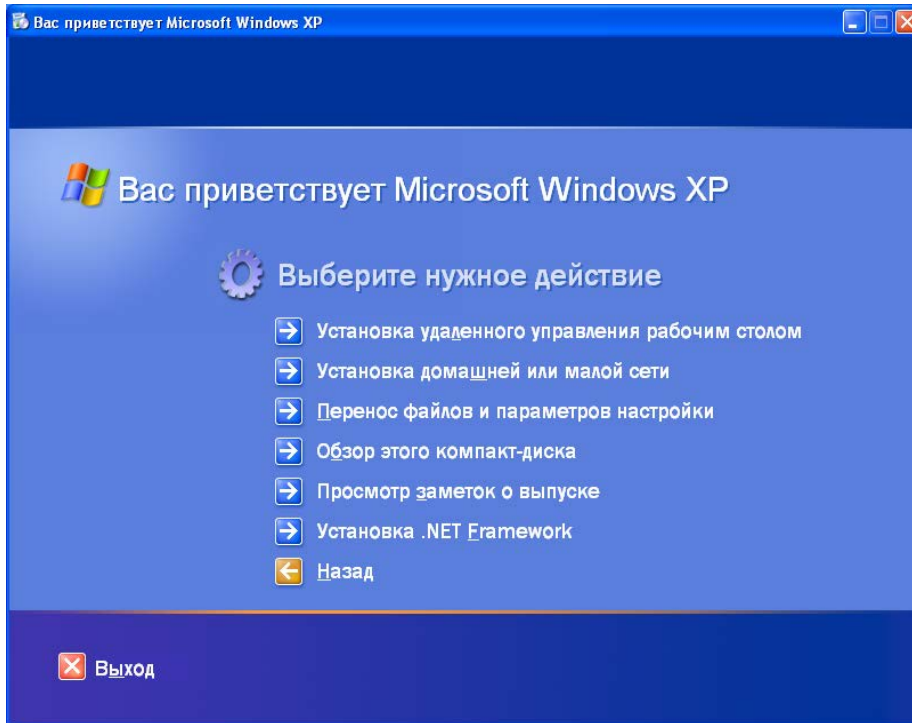 Вас приветствует Microsoft Windows XP
Вас приветствует Microsoft Windows XP
Выберите нужное действие
Установка удаленного управления рабочим столом
Установка домашней или малой сети
Перенос файлов и параметров настройки
Обзор этого компакт-диска
Просмотр заметок о выпуске
Установка .NET Framework
Назад
Выход